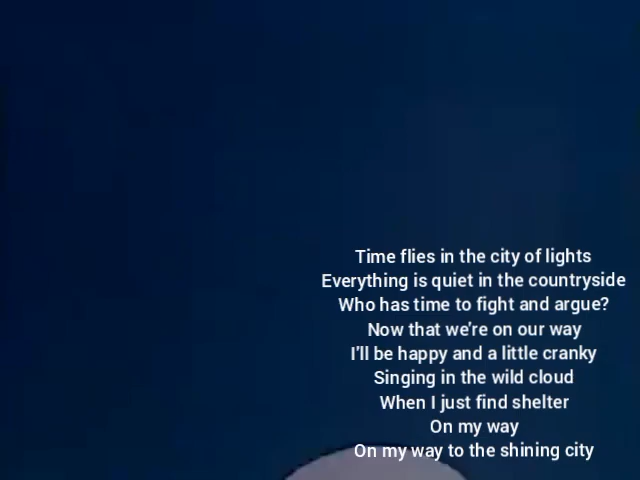 Time flies in the city of lights
Everything is quiet in the countryside
Who has time to fight and argue?
Now that we're on our way
I'll be happy and a little cranky
Singing in the wild cloud
When I just find shelter
On my way
On my way to the shining city